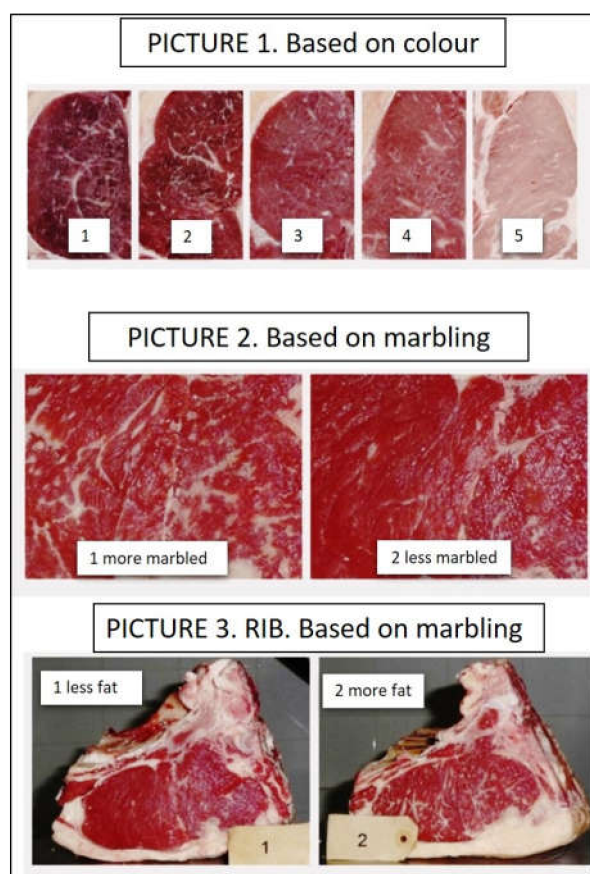 PICTURE 1. Based on colour
1
2
3
4
5
PICTURE 2. Based on marbling
1 more marbled
2 less marbled
PICTURE 3. RIB. Based on marbling
1 less fat
2 more fat
1
2